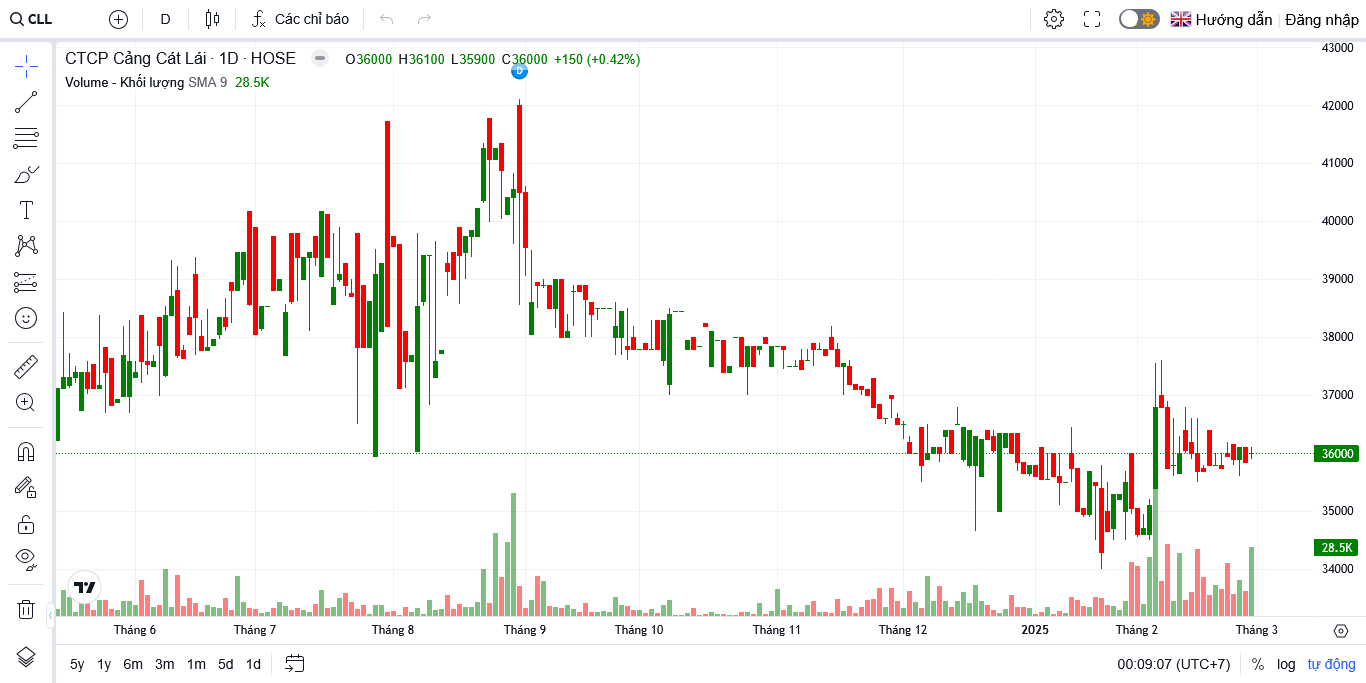 CLL D Các chỉ báo Hướng dẫn Đăng nhập
CTCP Cảng Cát Lái · 1D · HOSE O36000 H36100 L35900 C36000 +150 (+0.42%)
D
Volume - Khối lượng SMA 9 28.5K
43000
42000
41000
40000
39000
38000
37000
36000
35000
28.5K
34000
Tháng 6 Tháng 7 Tháng 8 Tháng 9 Tháng 10 Tháng 11 Tháng 12 2025 Tháng 2 Tháng 3
5y 1y 6m 3m 1m 5d 1d 00:09:07 (UTC+7) % log tự động